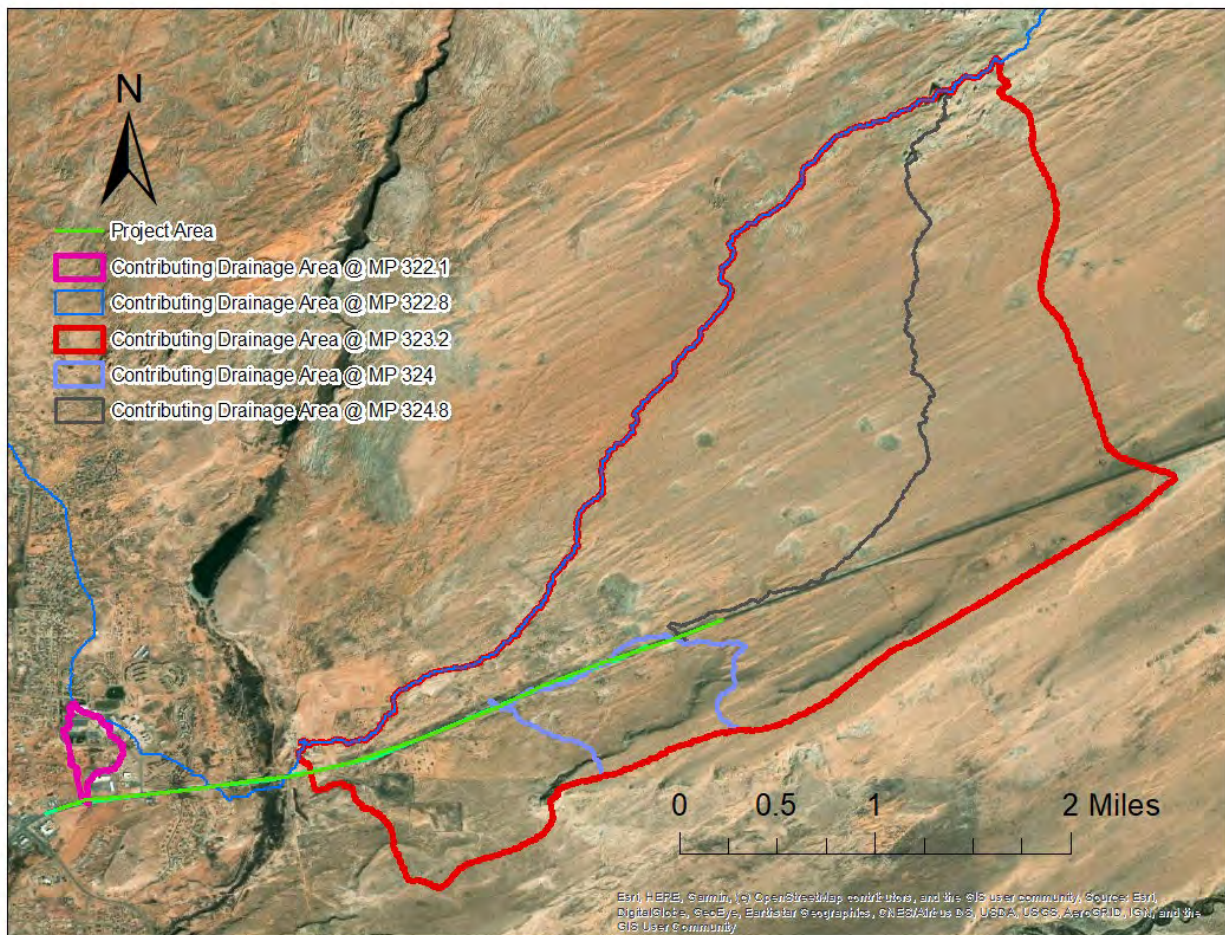 N
Project Area
Contributing Drainage Area @ MP 322.1
Contributing Drainage Area @ MP 322.8
Contributing Drainage Area @ MP 323.2
Contributing Drainage Area @ MP 324
Contributing Drainage Area @ MP 324.8
0 0.5 1 2 Miles
Esri, HERE, Garmin, (c) OpenStreetMap contributors, and the GIS user community, Source: Esri,
DigitalGlobe, GeoEye, Earthstar Geographics, CNES/Airbus DS, USDA, USGS, AeroGRID, IGN, and the
GIS User Community